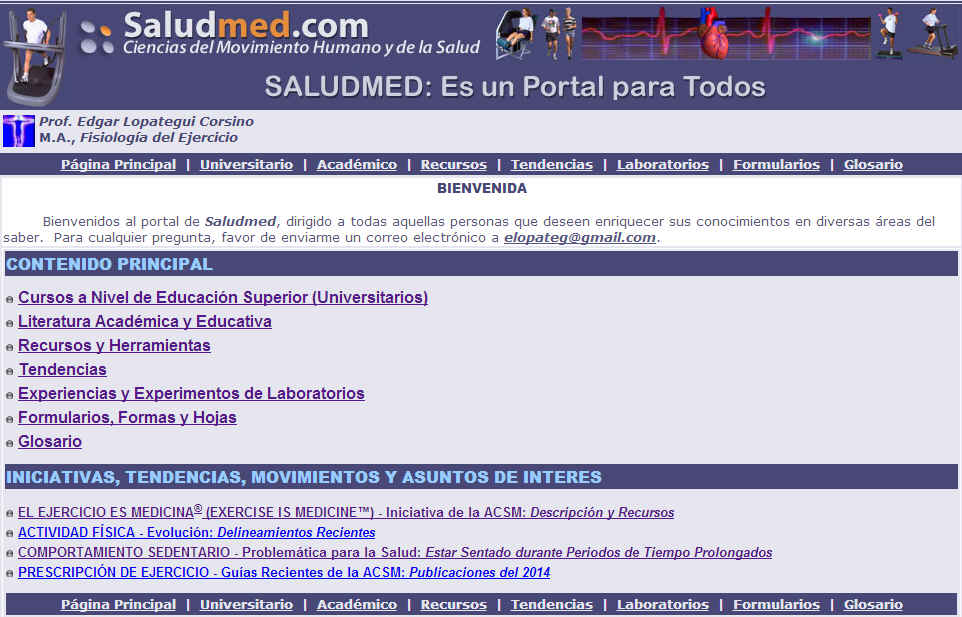 Saludmed.com
Ciencias del Movimiento Humano y de la Salud
SALUDMED: Es un Portal para Todos
Prof. Edgar Lopategui Corsino
M.A., Fisiología del Ejercicio
Página Principal | Universitario | Académico | Recursos | Tendencias | Laboratorios | Formularios | Glosario
BIENVENIDA
Bienvenidos al portal de Saludmed, dirigido a todas aquellas personas que deseen enriquecer sus conocimientos en diversas áreas del
saber. Para cualquier pregunta, favor de enviarme un correo electrónico a elopateg@gmail.com.
CONTENIDO PRINCIPAL
Cursos a Nivel de Educación Superior (Universitarios)
Literatura Académica y Educativa
Recursos y Herramientas
Tendencias
Experiencias y Experimentos de Laboratorios
Formularios, Formas y Hojas
Glosario
INICIATIVAS, TENDENCIAS, MOVIMIENTOS Y ASUNTOS DE INTERES
EL EJERCICIO ES MEDICINA® (EXERCISE IS MEDICINE™) - Iniciativa de la ACSM: Descripción y Recursos
ACTIVIDAD FÍSICA - Evolución: Delineamientos Recientes
COMPORTAMIENTO SEDENTARIO - Problemática para la Salud: Estar Sentado durante Periodos de Tiempo Prolongados
PRESCRIPCIÓN DE EJERCICIO - Guías Recientes de la ACSM: Publicaciones del 2014
Página Principal | Universitario | Académico | Recursos | Tendencias | Laboratorios | Formularios | Glosario